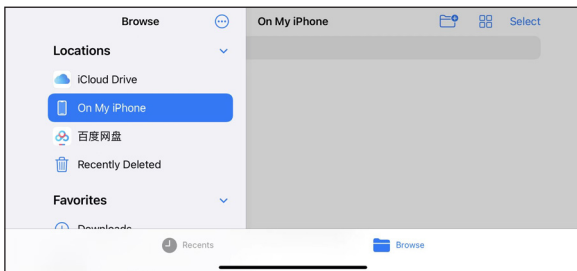 Browse
On My iPhone
Select
Locations
iCloud Drive
On My iPhone
百度网盘
Recently Deleted
Favorites
Downloads
Recents
Browse